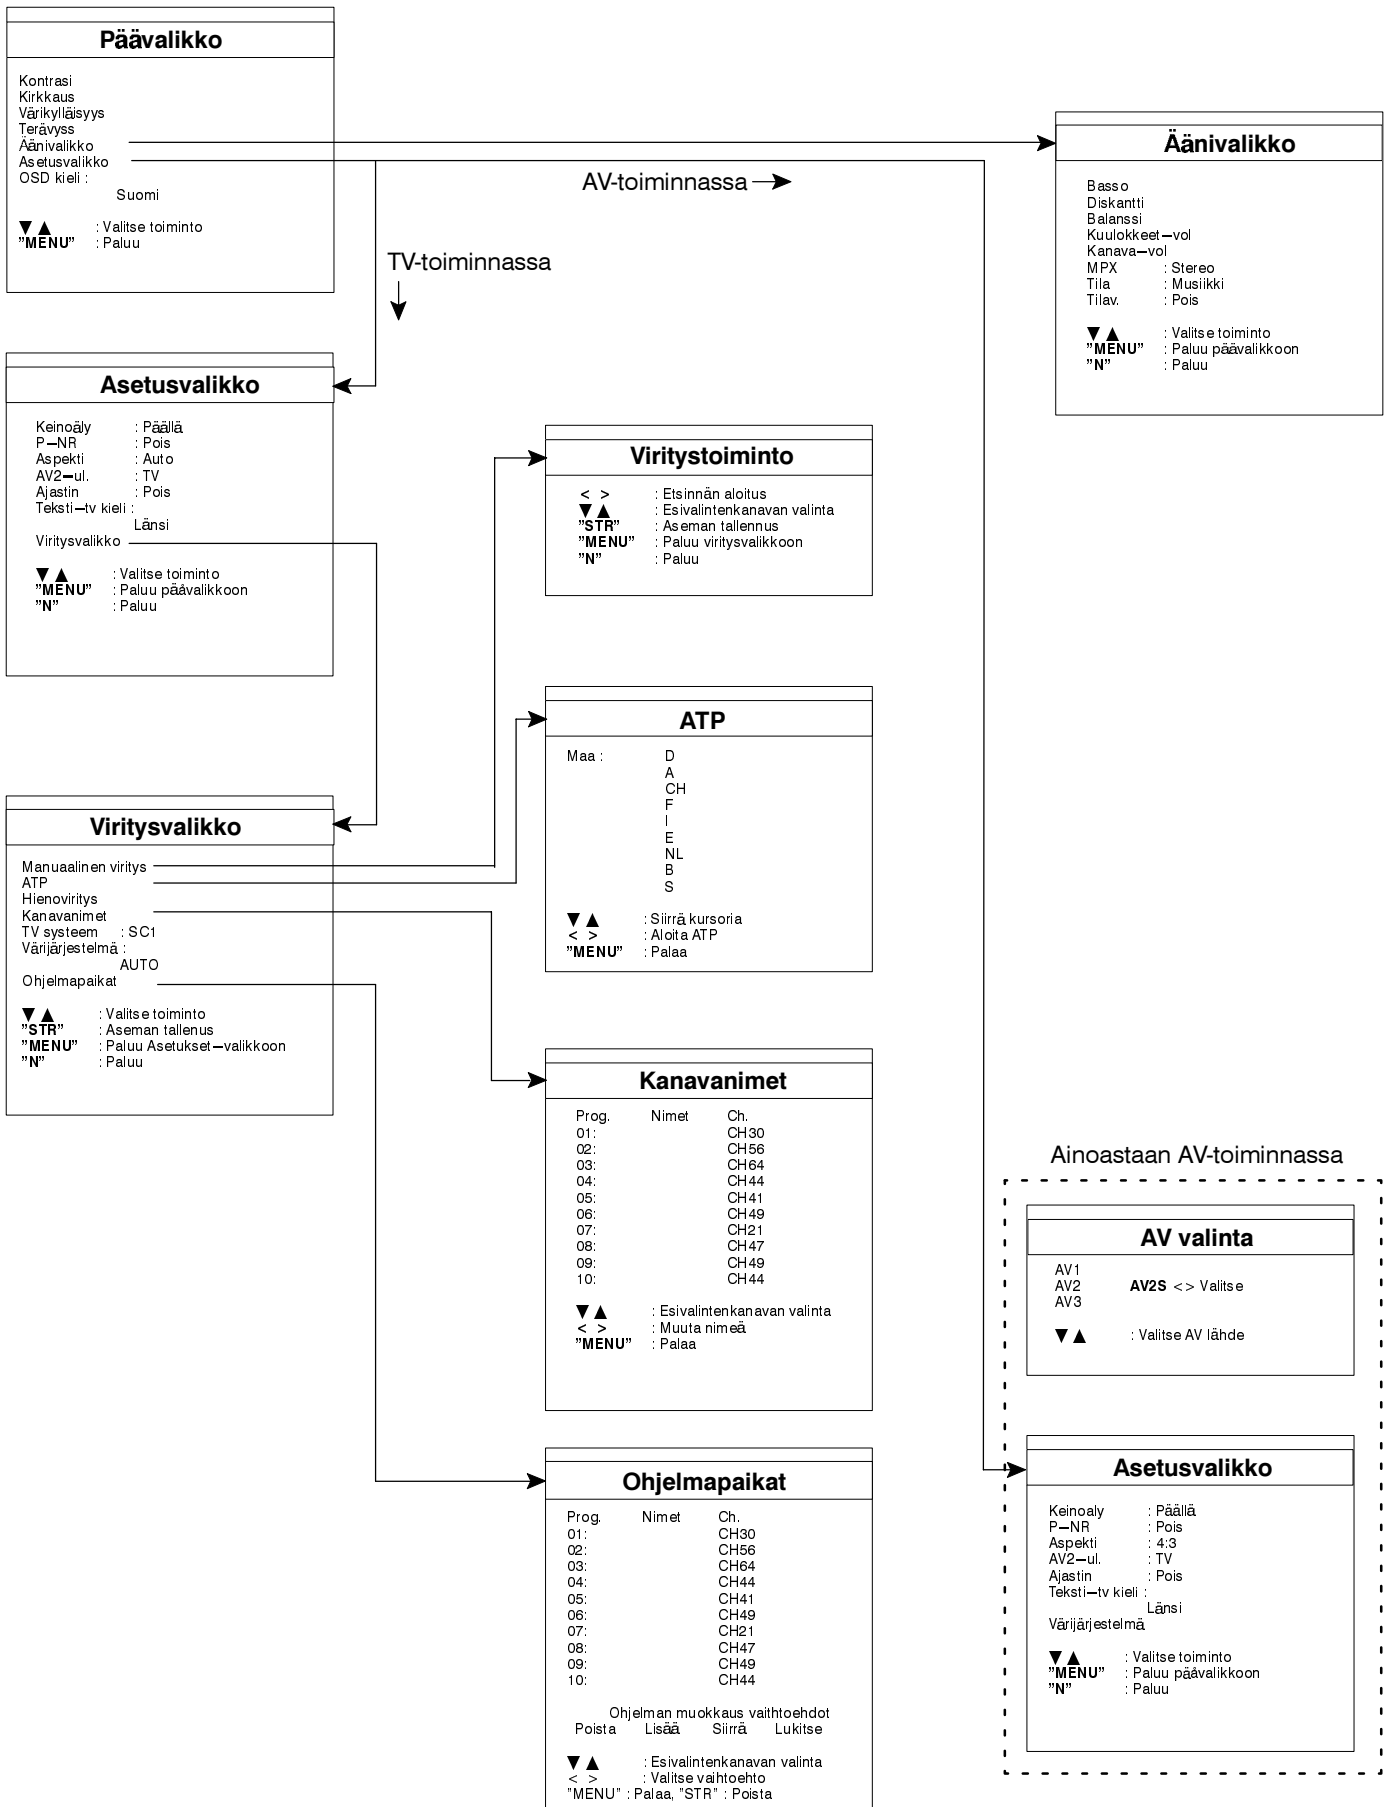 Päävalikko
Kontrasi
Kirkkaus
Värikylläisyys
Terävyss
Äänivalikko
Asetusvalikko
OSD kieli :
Suomi
▼ ▲ : Valitse toiminto
”MENU” : Paluu
AV-toiminnassa
TV-toiminnassa
Äänivalikko
Basso
Diskantti
Balanssi
Kuulokkeet–vol
Kanava–vol
MPX : Stereo
Tila : Musiikki
Tilav. : Pois
▼ ▲ : Valitse toiminto
”MENU” : Paluu päävalikkoon
”N” : Paluu
Asetusvalikko
Keinoäly : Päällä
P–NR : Pois
Aspekti : Auto
AV2–ul. : TV
Ajastin : Pois
Teksti–tv kieli :
Länsi
Viritysvalikko
▼ ▲ : Valitse toiminto
”MENU” : Paluu päåvalikkoon
”N” : Paluu
Viritystoiminto
< > : Etsinnän aloitus
▼ ▲ : Esivalintenkanavan valinta
”STR” : Aseman tallennus
”MENU” : Paluu viritysvalikkoon
”N” : Paluu
ATP
Maa : D
A
CH
F
I
E
NL
B
S
▼ ▲ : Siirrä kursoria
< > : Aloita ATP
”MENU” : Palaa
Viritysvalikko
Manuaalinen viritys
ATP
Hienoviritys
Kanavanimet
TV systeem : SC1
Värijärjestelmä :
AUTO
Ohjelmapaikat
▼ ▲ : Valitse toiminto
”STR” : Aseman tallenus
”MENU” : Paluu Asetukset–valikkoon
”N” : Paluu
Kanavanimet
Prog. Nimet Ch.
01: CH30
02: CH56
03: CH64
04: CH44
05: CH41
06: CH49
07: CH21
08: CH47
09: CH49
10: CH44
▼ ▲ : Esivalintenkanavan valinta
< > : Muuta nimeä
”MENU” : Palaa
Ohjelmapaikat
Prog. Nimet Ch.
01: CH30
02: CH56
03: CH64
04: CH44
05: CH41
06: CH49
07: CH21
08: CH47
09: CH49
10: CH44
Ohjelman muokkaus vaihtoehdot
Poista Lisää Siirrä Lukitse
▼ ▲ : Esivalintenkanavan valinta
< > : Valitse vaihtoehto
”MENU” : Palaa, ”STR” : Poista
Ainoastaan AV-toiminnassa
AV valinta
AV1
AV2 AV2S < > Valitse
AV3
▼ ▲ : Valitse AV lähde
Asetusvalikko
Keinoaly : Päällä
P–NR : Pois
Aspekti : 4:3
AV2–ul. : TV
Ajastin : Pois
Teksti–tv kieli :
Länsi
Värijärjestelmä
▼ ▲ : Valitse toiminto
”MENU” : Paluu päåvalikkoon
”N” : Paluu